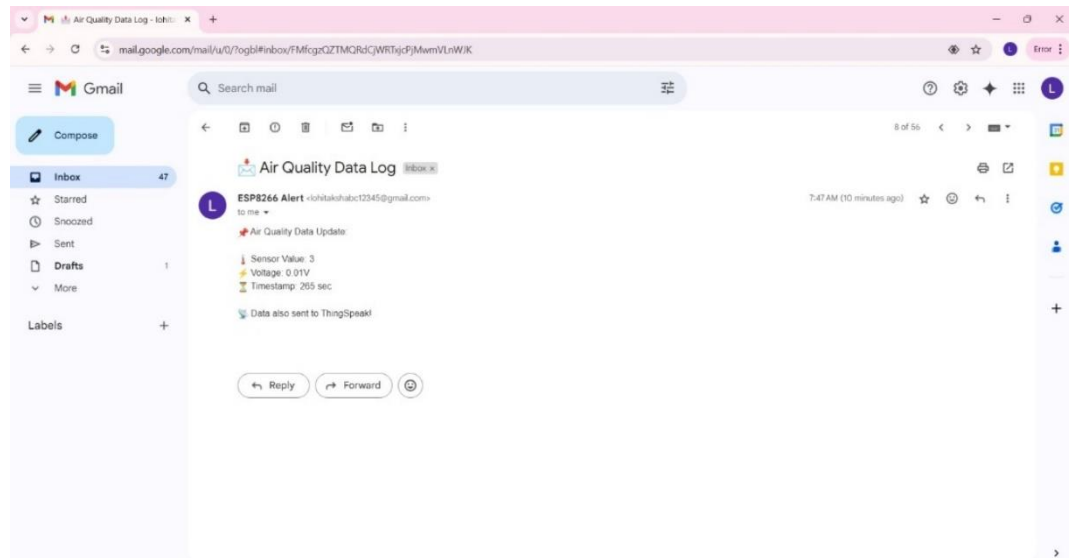 Air Quality Data Log - lohit
mail.google.com/mail/u/0/?ogbl#inbox/FMfcgzQZTMQRdCjWRTxjcPjMwmVLnWJK
L
Error
Gmail
Search mail
L
Compose
8 of 56
Inbox 47
Starred
Snoozed
Sent
Drafts 1
More
Labels
Air Quality Data Log Inbox x
L
ESP8266 Alert <lohitakshabc12345@gmail.com> 7:47 AM (10 minutes ago)
to me
Air Quality Data Update:
Sensor Value: 3
Voltage: 0.01V
Timestamp: 265 sec
Data also sent to ThingSpeak!
Reply Forward